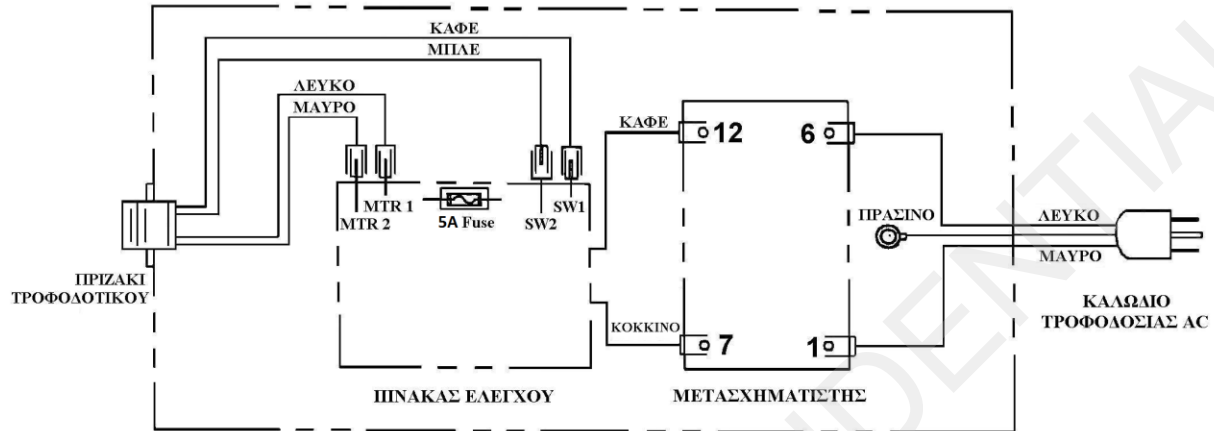 ΚΑΦΕ
ΜΠΛΕ
ΛΕΥΚΟ
ΜΑΥΡΟ
ΚΑΦΕ
12
6
MTR 1
MTR 2
5A Fuse
SW2
SW1
ΠΡΑΣΙΝΟ
ΛΕΥΚΟ
ΜΑΥΡΟ
ΠΡΙΖΑΚΙ
ΤΡΟΦΟΔΟΤΙΚΟΥ
ΚΑΛΩΔΙΟ
ΤΡΟΦΟΔΟΣΙΑΣ AC
ΚΟΚΚΙΝΟ
7
1
ΠΙΝΑΚΑΣ ΕΛΕΓΧΟΥ
ΜΕΤΑΣΧΗΜΑΤΙΣΤΗΣ